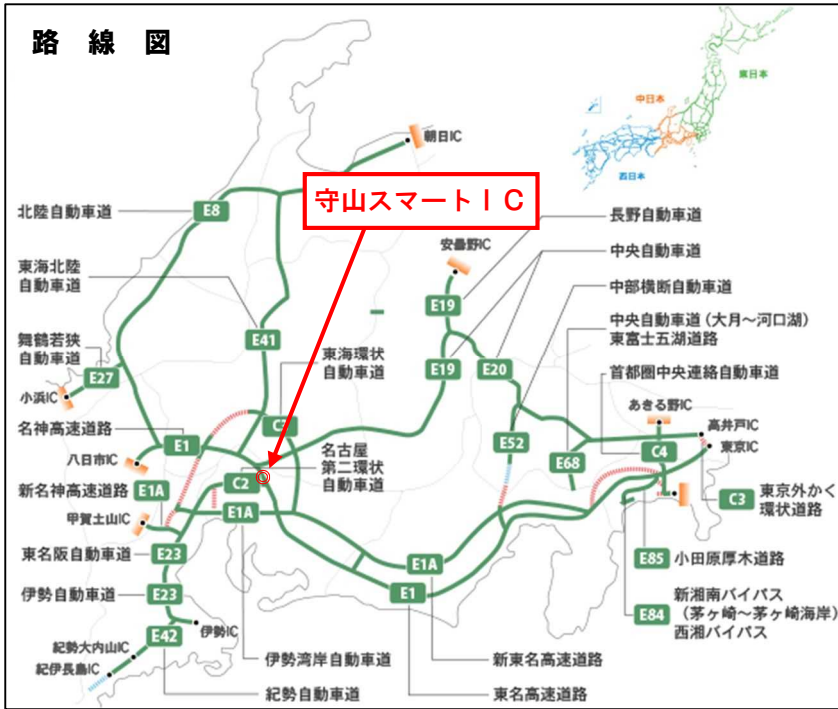 路線図
東日本
中日本
西日本
朝日IC
守山スマートIC
北陸自動車道
E8
長野自動車道
安曇野IC
中央自動車道
東海北陸
自動車道
E19
中部横断自動車道
中央自動車道(大月~河口湖)
東富士五湖道路
舞鶴若狭
自動車道
E41
東海環状
自動車道
E19
E20
首都圏中央連絡自動車道
E27
小浜IC
あきる野IC
高井戸IC
名神高速道路
E1
C3
名古屋
第二環状
自動車道
E52
C4
東京IC
八日市IC
E68
新名神高速道路
E1A
C2
C3
東京外かく
環状道路
甲賀土山IC
E1A
東名阪自動車道
E23
E1A
E85
小田原厚木道路
伊勢自動車道
E23
E1
新湘南バイパス
(茅ヶ崎~茅ヶ崎海岸)
西湘バイパス
E84
伊勢IC
E42
紀勢大内山IC
紀伊長島IC
伊勢湾岸自動車道
新東名高速道路
紀勢自動車道
東名高速道路